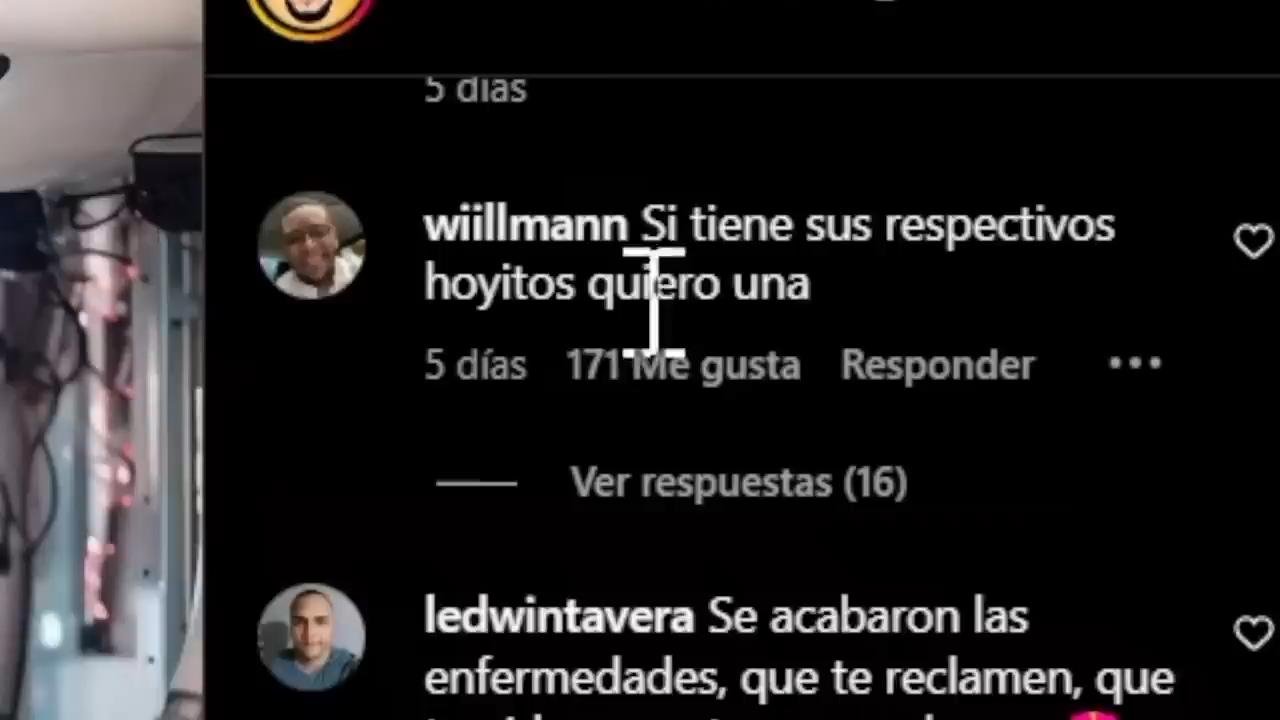 5 días
wiillmann Si tiene sus respectivos
hoyitos quiero una
5 días 171 Me gusta Responder
Ver respuestas (16)
ledwintavera Se acabaron las
enfermedades, que te reclamen, que